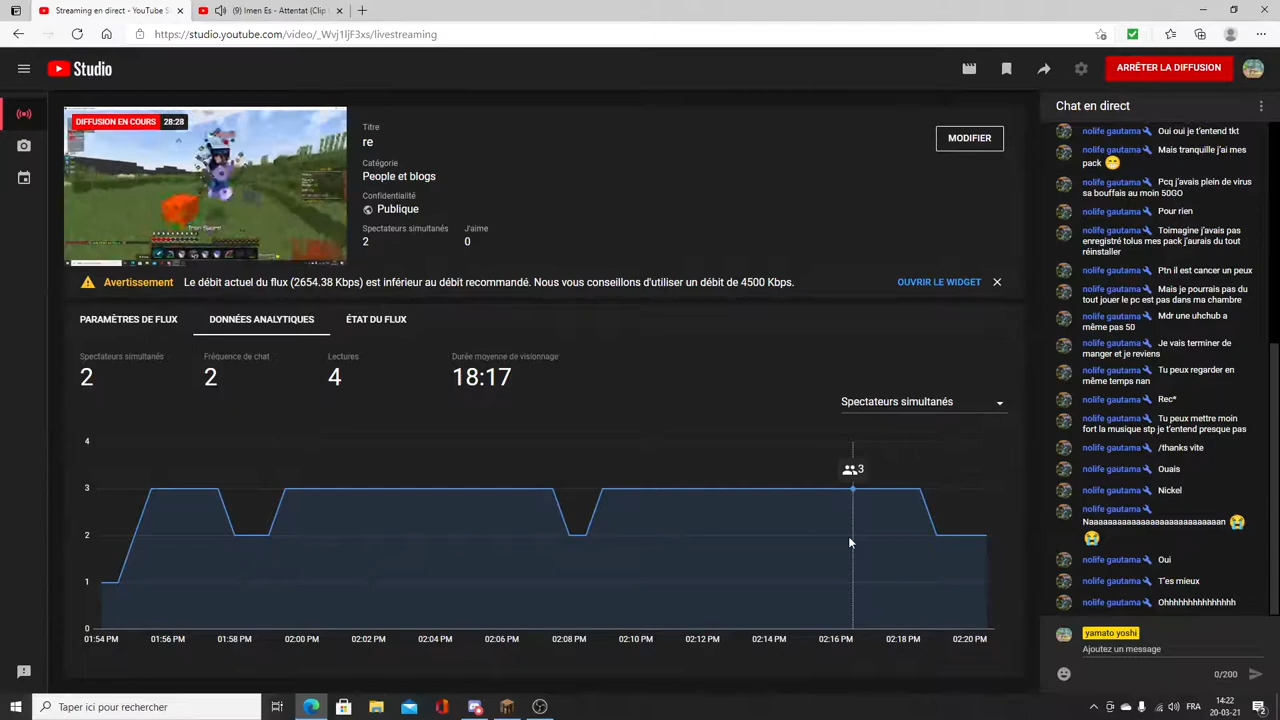 Streaming en direct - YouTube S
(9) Imen Es - Attentat (Clip
https://studio.youtube.com/video/_Wvj1IjF3xs/livestreaming
Studio
ARRÊTER LA DIFFUSION
DIFFUSION EN COURS 28:28
Iron Sword
Titre
re
Catégorie
People et blogs
Confidentialité
Publique
Spectateurs simultanés J'aime
2 0
MODIFIER
Avertissement Le débit actuel du flux (2654.38 Kbps) est inférieur au débit recommandé. Nous vous conseillons d'utiliser un débit de 4500 Kbps. OUVRIR LE WIDGET
PARAMÈTRES DE FLUX DONNÉES ANALYTIQUES ÉTAT DU FLUX
Spectateurs simultanés Fréquence de chat Lectures Durée moyenne de visionnage
2 2 4 18:17
Spectateurs simultanés
4
3
3
2
1
0
01:54 PM 01:56 PM 01:58 PM 02:00 PM 02:02 PM 02:04 PM 02:06 PM 02:08 PM 02:10 PM 02:12 PM 02:14 PM 02:16 PM 02:18 PM 02:20 PM
Chat en direct
nolife gautama Oui oui je t'entend tkt
nolife gautama Mais tranquille j'ai mes
pack
nolife gautama Pcq j'avais plein de virus
sa bouffais au moin 50GO
nolife gautama Pour rien
nolife gautama Toimagine j'avais pas
enregistré tolus mes pack j'aurais du tout
réinstaller
nolife gautama Ptn il est cancer un peux
nolife gautama Mais je pourrais pas du
tout jouer le pc est pas dans ma chambre
nolife gautama Mdr une uhchub a
même pas 50
nolife gautama Je vais terminer de
manger et je reviens
nolife gautama Tu peux regarder en
même temps nan
nolife gautama Rec*
nolife gautama Tu peux mettre moin
fort la musique stp je t'entend presque pas
nolife gautama /thanks vite
nolife gautama Ouais
nolife gautama Nickel
nolife gautama
Naaaaaaaaaaaaaaaaaaaaaaaaaaan
nolife gautama Oui
nolife gautama T'es mieux
nolife gautama Ohhhhhhhhhhhhhh
yamato yoshi
Ajoutez un message
0/200
Taper ici pour rechercher
FRA
14:22
20-03-21
2